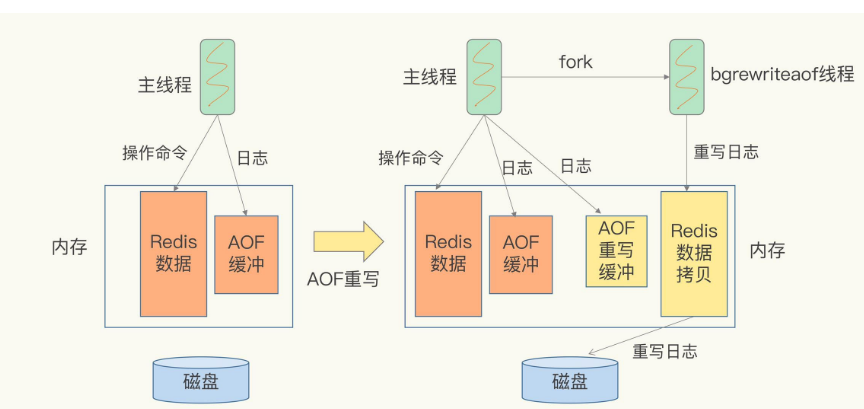 主线程
操作命令
日志
内存
Redis
数据
AOF
缓冲
磁盘
AOF重写
主线程
fork
bgrewriteaof线程
操作命令
日志
日志
重写日志
Redis
数据
AOF
缓冲
AOF
重写
缓冲
Redis
数据
拷贝
内存
重写日志
磁盘